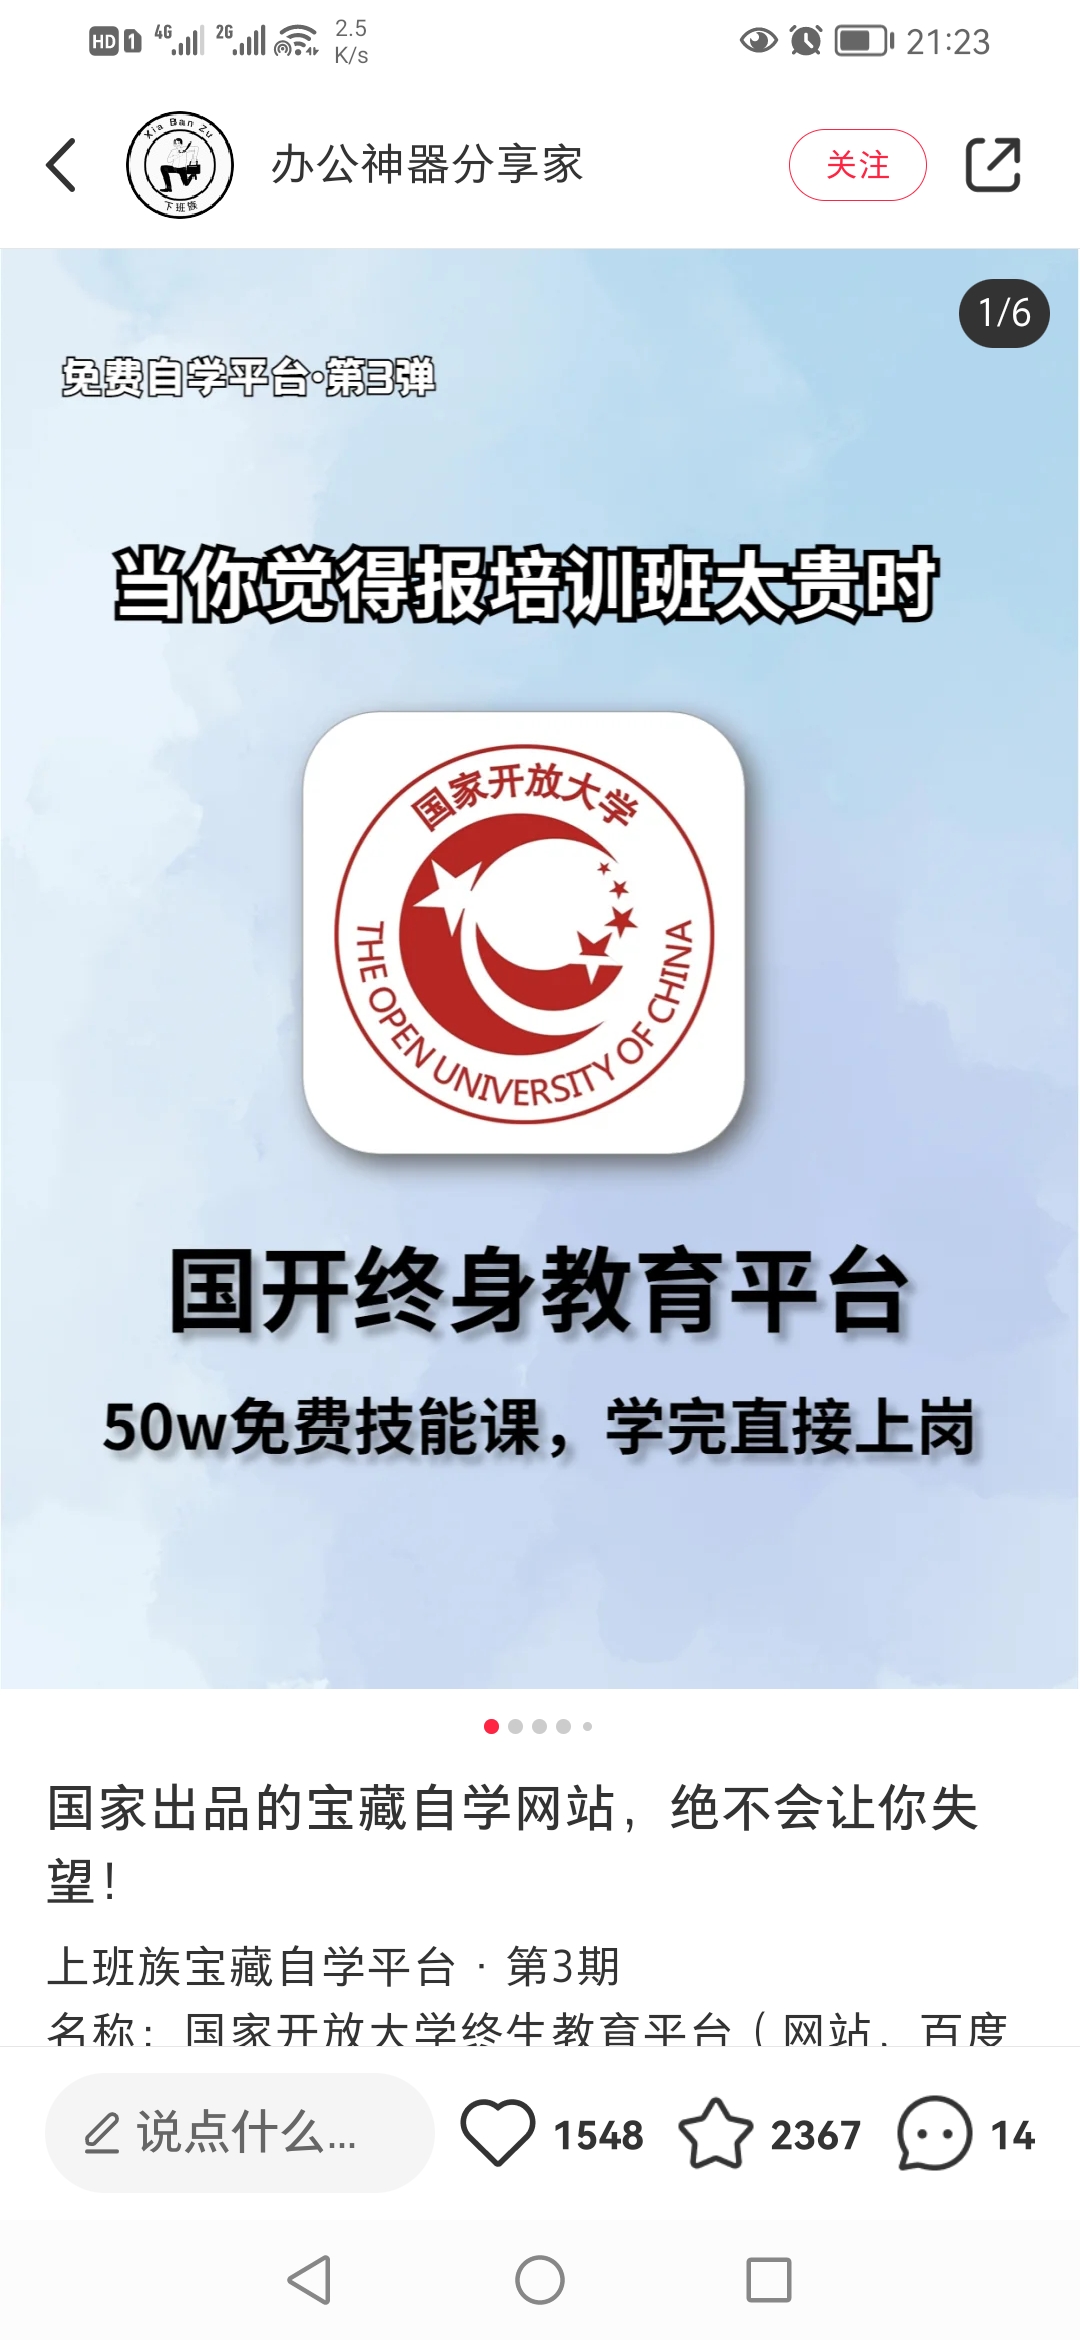 HD 1 4G 2G 2.5 K/s 21:23
Xia Ban Zu
下班族
办公神器分享家
关注
1/6
免费自学平台·第3弹
当你觉得报培训班太贵时
国家开放大学
THE OPEN UNIVERSITY OF CHINA
国开终身教育平台
50w免费技能课，学完直接上岗
国家出品的宝藏自学网站，绝不会让你失
望！
上班族宝藏自学平台 · 第3期
名称：国家开放大学终生教育平台（网站，百度
说点什么...
1548
2367
14